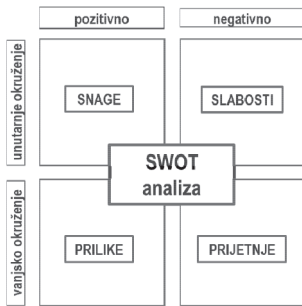 pozitivno
negativno
unutarnje okruženje
SNAGE
SLABOSTI
SWOT
analiza
vanjsko okruženje
PRILIKE
PRIJETNJE